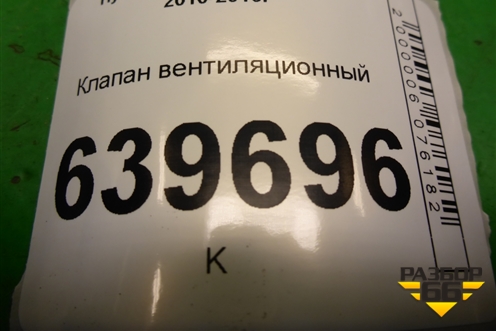 Клапан вентиляционный
639696
К
2000006076182
РАЗБОР
66